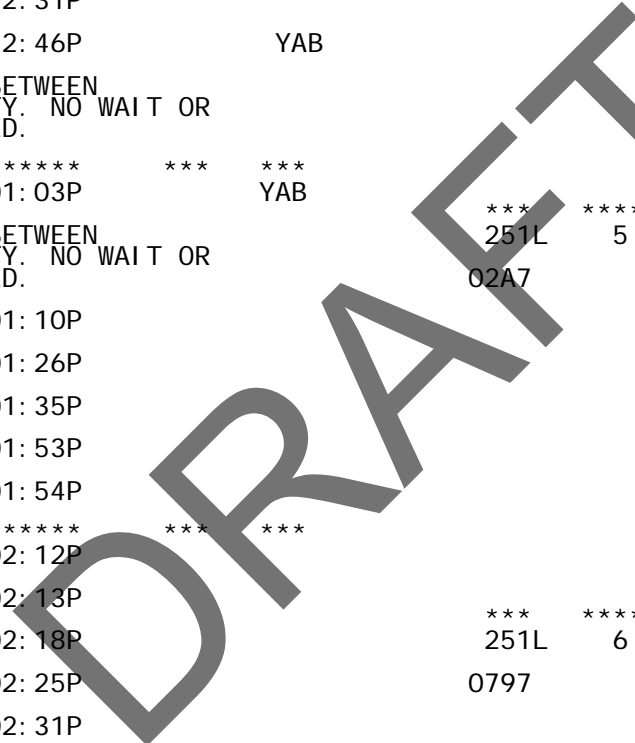 2:31P
2:46P YAB
ETWEEN
Y. NO WAIT OR
D.
***** *** ***
01:03P YAB
*** ****
ETWEEN 251L 5
Y. NO WAIT OR
D. 02A7
01:10P
01:26P
01:35P
01:53P
01:54P
***** *** ***
02:12P
02:13P
*** ****
02:18P 251L 6
02:25P 0797
02:31P
DRAFT